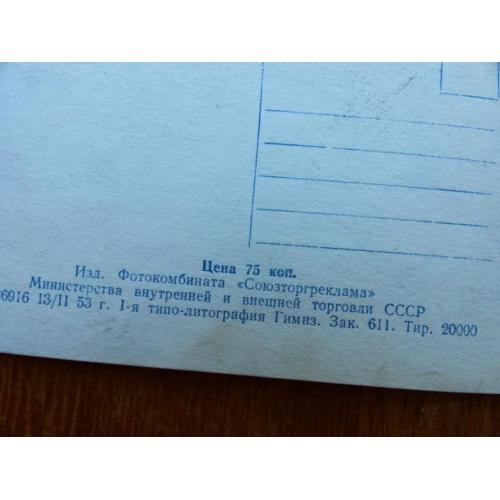 Цена 75 коп.
Изд. Фотокомбината «Союзторгреклама»
Министерства внутренней и внешней торговли СССР
6916 13/II 53 г. 1-я типо-литография Гимиз. Зак. 611. Тир. 20000